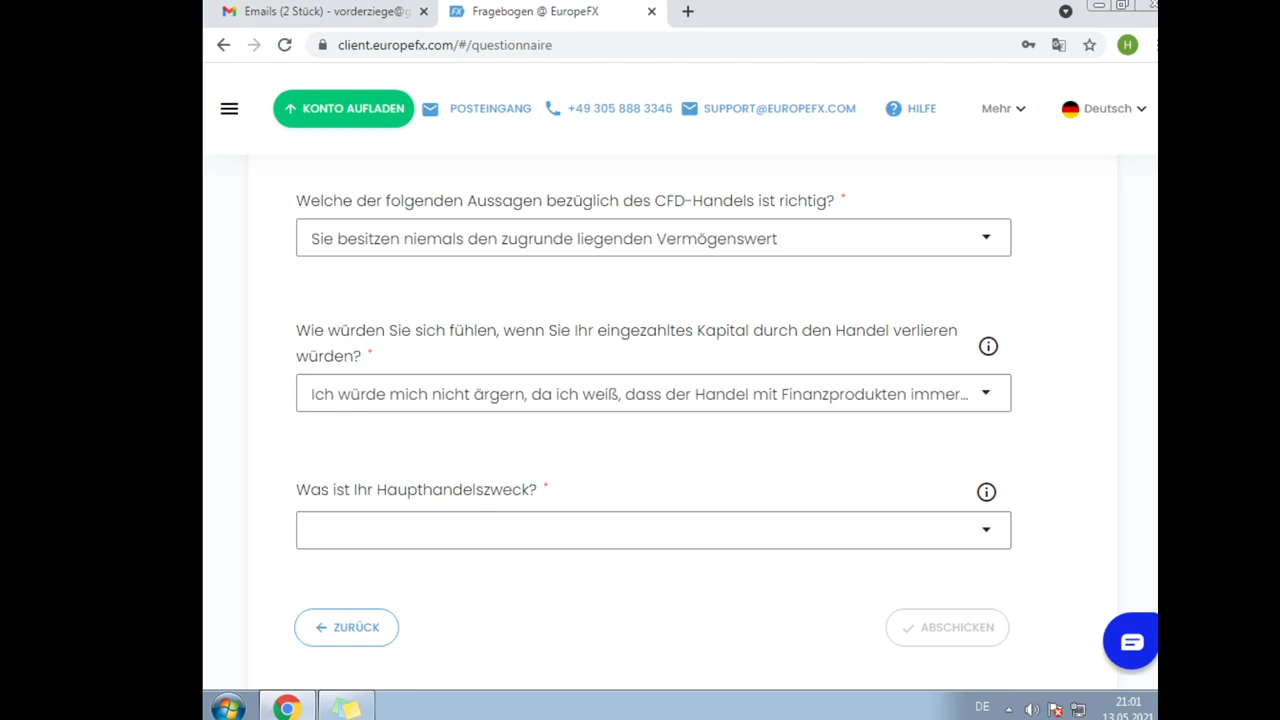 Emails (2 Stück) - vorderziege@g
Fragebogen @ EuropeFX
client.europefx.com/#/questionnaire
H
KONTO AUFLADEN
POSTEINGANG
+49 305 888 3346
SUPPORT@EUROPEFX.COM
HILFE
Mehr
Deutsch
Welche der folgenden Aussagen bezüglich des CFD-Handels ist richtig? *
Sie besitzen niemals den zugrunde liegenden Vermögenswert
Wie würden Sie sich fühlen, wenn Sie Ihr eingezahltes Kapital durch den Handel verlieren
würden? *
Ich würde mich nicht ärgern, da ich weiß, dass der Handel mit Finanzprodukten immer...
Was ist Ihr Haupthandelszweck? *
ZURÜCK
ABSCHICKEN
DE
21:01
13.05.2021